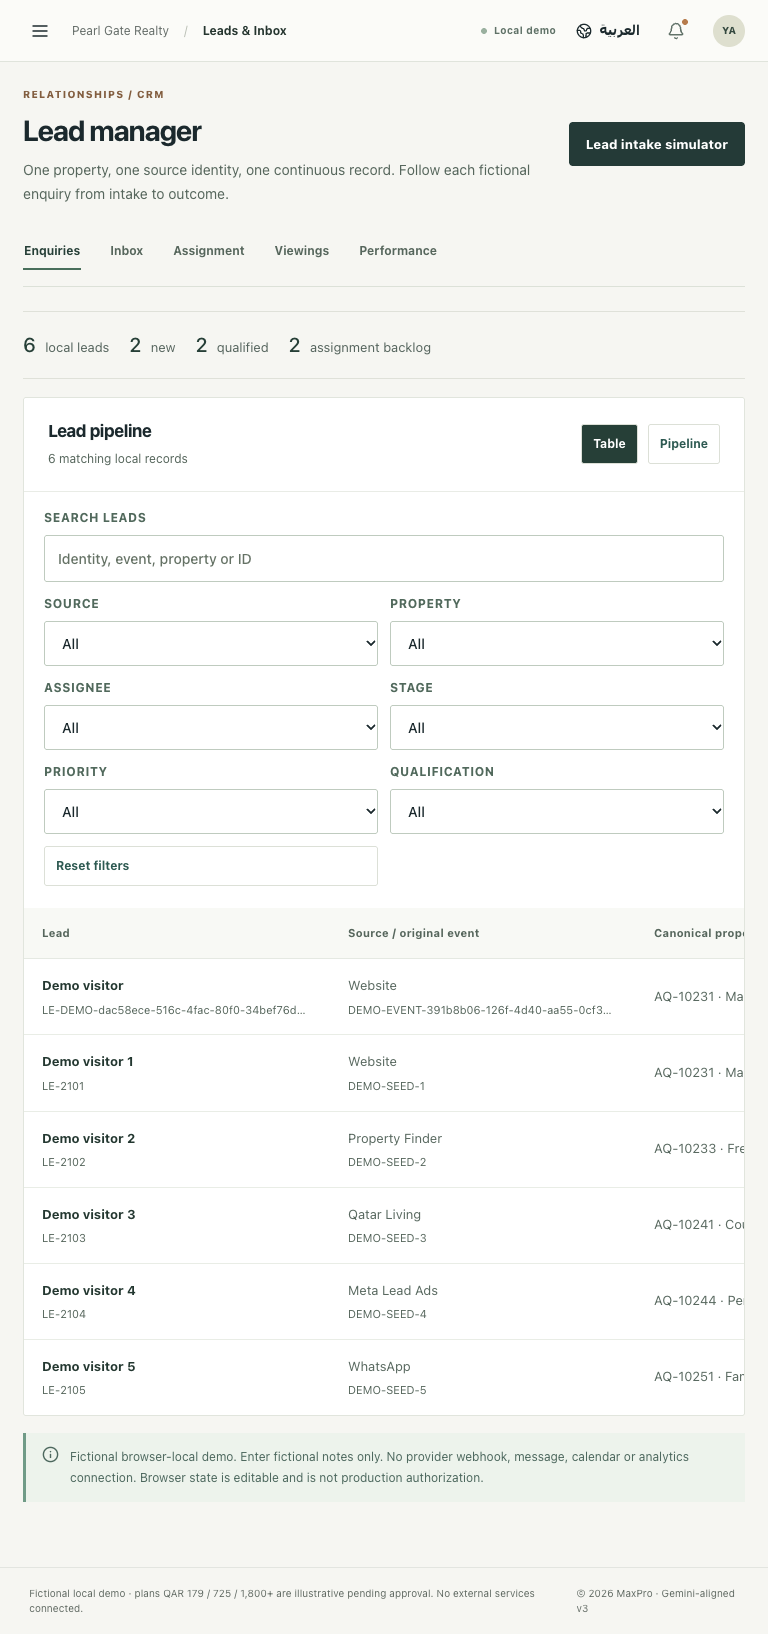 Pearl Gate Realty / Leads & Inbox
Local demo
العربية
YA
RELATIONSHIPS / CRM
Lead manager
One property, one source identity, one continuous record. Follow each fictional
enquiry from intake to outcome.
Lead intake simulator
Enquiries Inbox Assignment Viewings Performance
6 local leads 2 new 2 qualified 2 assignment backlog
Lead pipeline
6 matching local records
Table Pipeline
SEARCH LEADS
Identity, event, property or ID
SOURCE PROPERTY
All All
ASSIGNEE STAGE
All All
PRIORITY QUALIFICATION
All All
Reset filters
Lead Source / original event Canonical prope
Demo visitor Website
LE-DEMO-dac58ece-516c-4fac-80f0-34bef76d... DEMO-EVENT-391b8b06-126f-4d40-aa55-0cf3... AQ-10231 · Ma
Demo visitor 1 Website
LE-2101 DEMO-SEED-1 AQ-10231 · Ma
Demo visitor 2 Property Finder
LE-2102 DEMO-SEED-2 AQ-10233 · Fre
Demo visitor 3 Qatar Living
LE-2103 DEMO-SEED-3 AQ-10241 · Cou
Demo visitor 4 Meta Lead Ads
LE-2104 DEMO-SEED-4 AQ-10244 · Pe
Demo visitor 5 WhatsApp
LE-2105 DEMO-SEED-5 AQ-10251 · Far
Fictional browser-local demo. Enter fictional notes only. No provider webhook, message, calendar or analytics
connection. Browser state is editable and is not production authorization.
Fictional local demo · plans QAR 179 / 725 / 1,800+ are illustrative pending approval. No external services
connected.
© 2026 MaxPro · Gemini-aligned
v3